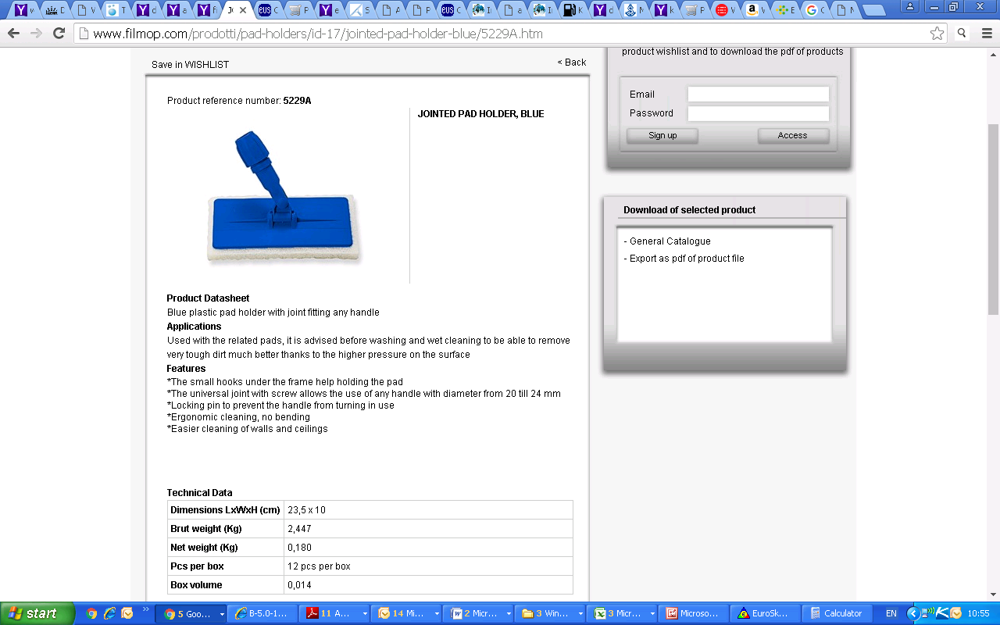 www.filmop.com/prodotti/pad-holders/id-17/jointed-pad-holder-blue/5229A.htm
product wishlist and to download the pdf of products
Save in WISHLIST
< Back
Email
Password
Sign up
Access
Product reference number: 5229A
JOINTED PAD HOLDER, BLUE
Download of selected product
- General Catalogue
- Export as pdf of product file
Product Datasheet
Blue plastic pad holder with joint fitting any handle
Applications
Used with the related pads, it is advised before washing and wet cleaning to be able to remove
very tough dirt much better thanks to the higher pressure on the surface
Features
*The small hooks under the frame help holding the pad
*The universal joint with screw allows the use of any handle with diameter from 20 till 24 mm
*Locking pin to prevent the handle from turning in use
*Ergonomic cleaning, no bending
*Easier cleaning of walls and ceilings
Technical Data
Dimensions LxWxH (cm) 23,5 x 10
Brut weight (Kg) 2,447
Net weight (Kg) 0,180
Pcs per box 12 pcs per box
Box volume 0,014
start
5 Goo...
B-5.0-1...
11 A...
14 Mi...
2 Micr...
3 Win...
3 Micr...
Microso...
EuroSk...
Calculator
EN
10:55